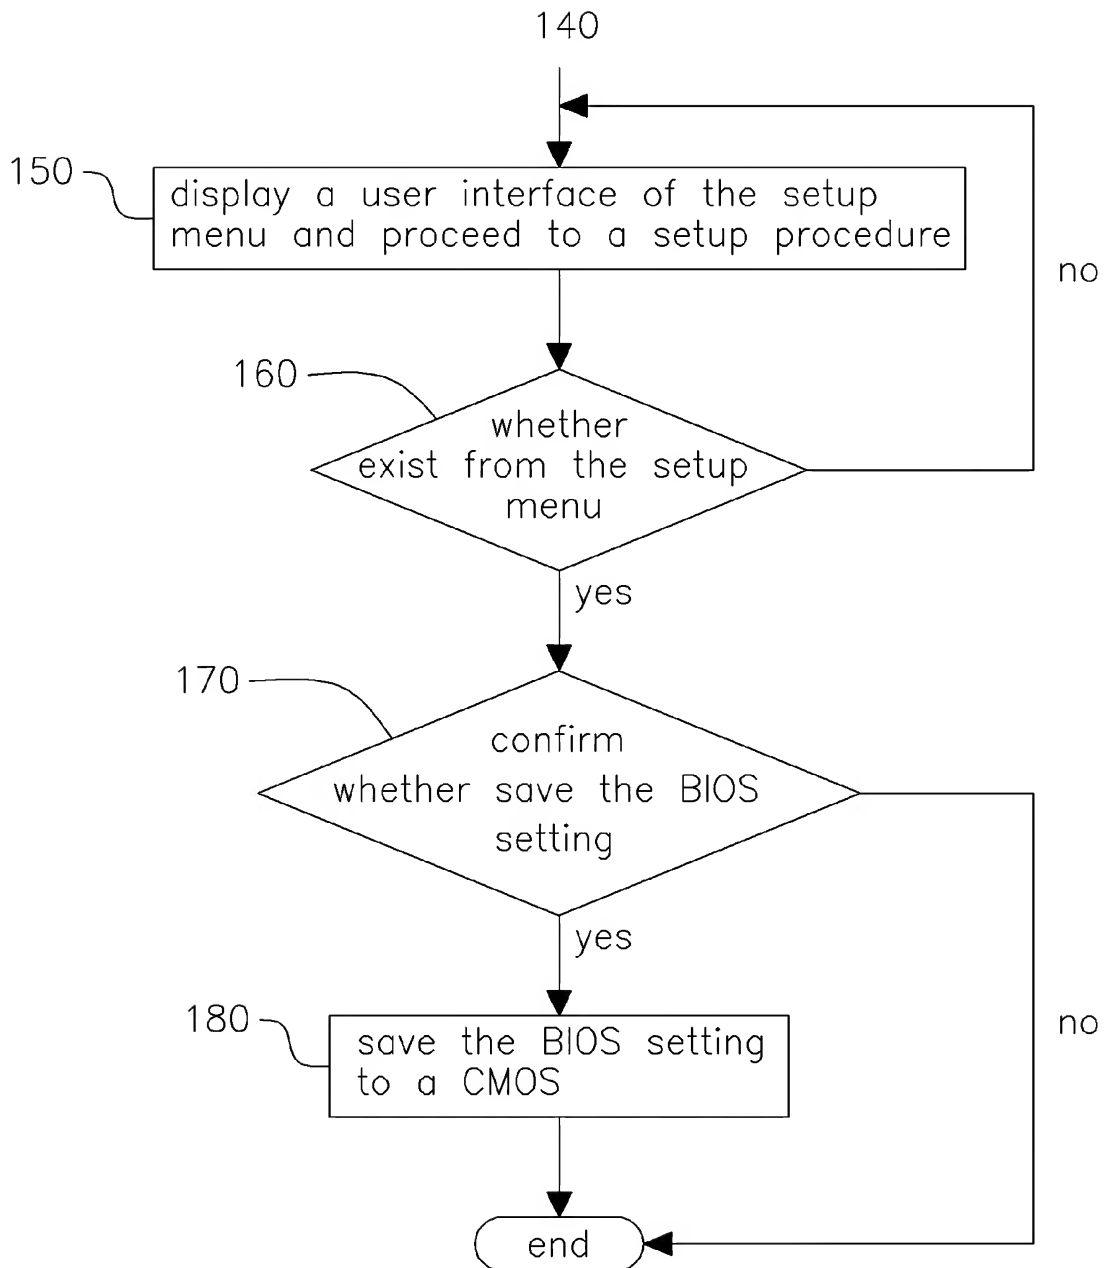 140
150
display a user interface of the setup
menu and proceed to a setup procedure
no
160
whether
exist from the setup
menu
yes
170
confirm
whether save the BIOS
setting
yes
180
save the BIOS setting
to a CMOS
no
end